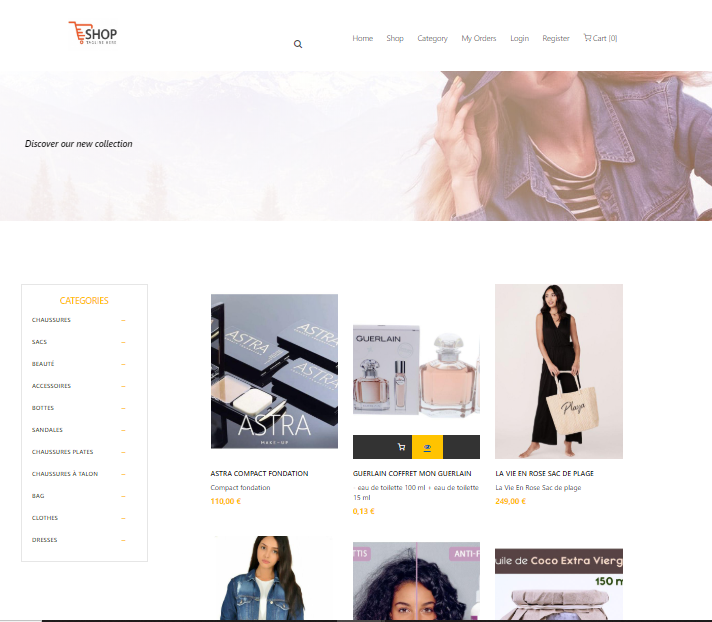 SHOP
TAGLINE HERE
Home Shop Category My Orders Login Register Cart (0)
Discover our new collection
CATEGORIES
CHAUSSURES
SACS
BEAUTÉ
ACCESSOIRES
BOTTES
SANDALES
CHAUSSURES PLATES
CHAUSSURES À TALON
BAG
CLOTHES
DRESSES
ASTRA
ASTRA
ASTRA
ASTRA
MAKE-UP
ASTRA COMPACT FONDATION
Compact fondation
110,00 €
GUERLAIN
GUERLAIN COFFRET MON GUERLAIN
· eau de toilette 100 ml + eau de toilette
15 ml
0,13 €
Plaza
LA VIE EN ROSE SAC DE PLAGE
La Vie En Rose Sac de plage
249,00 €
TTIS
ANTI-F
uile de Coco Extra Vierg
150 m